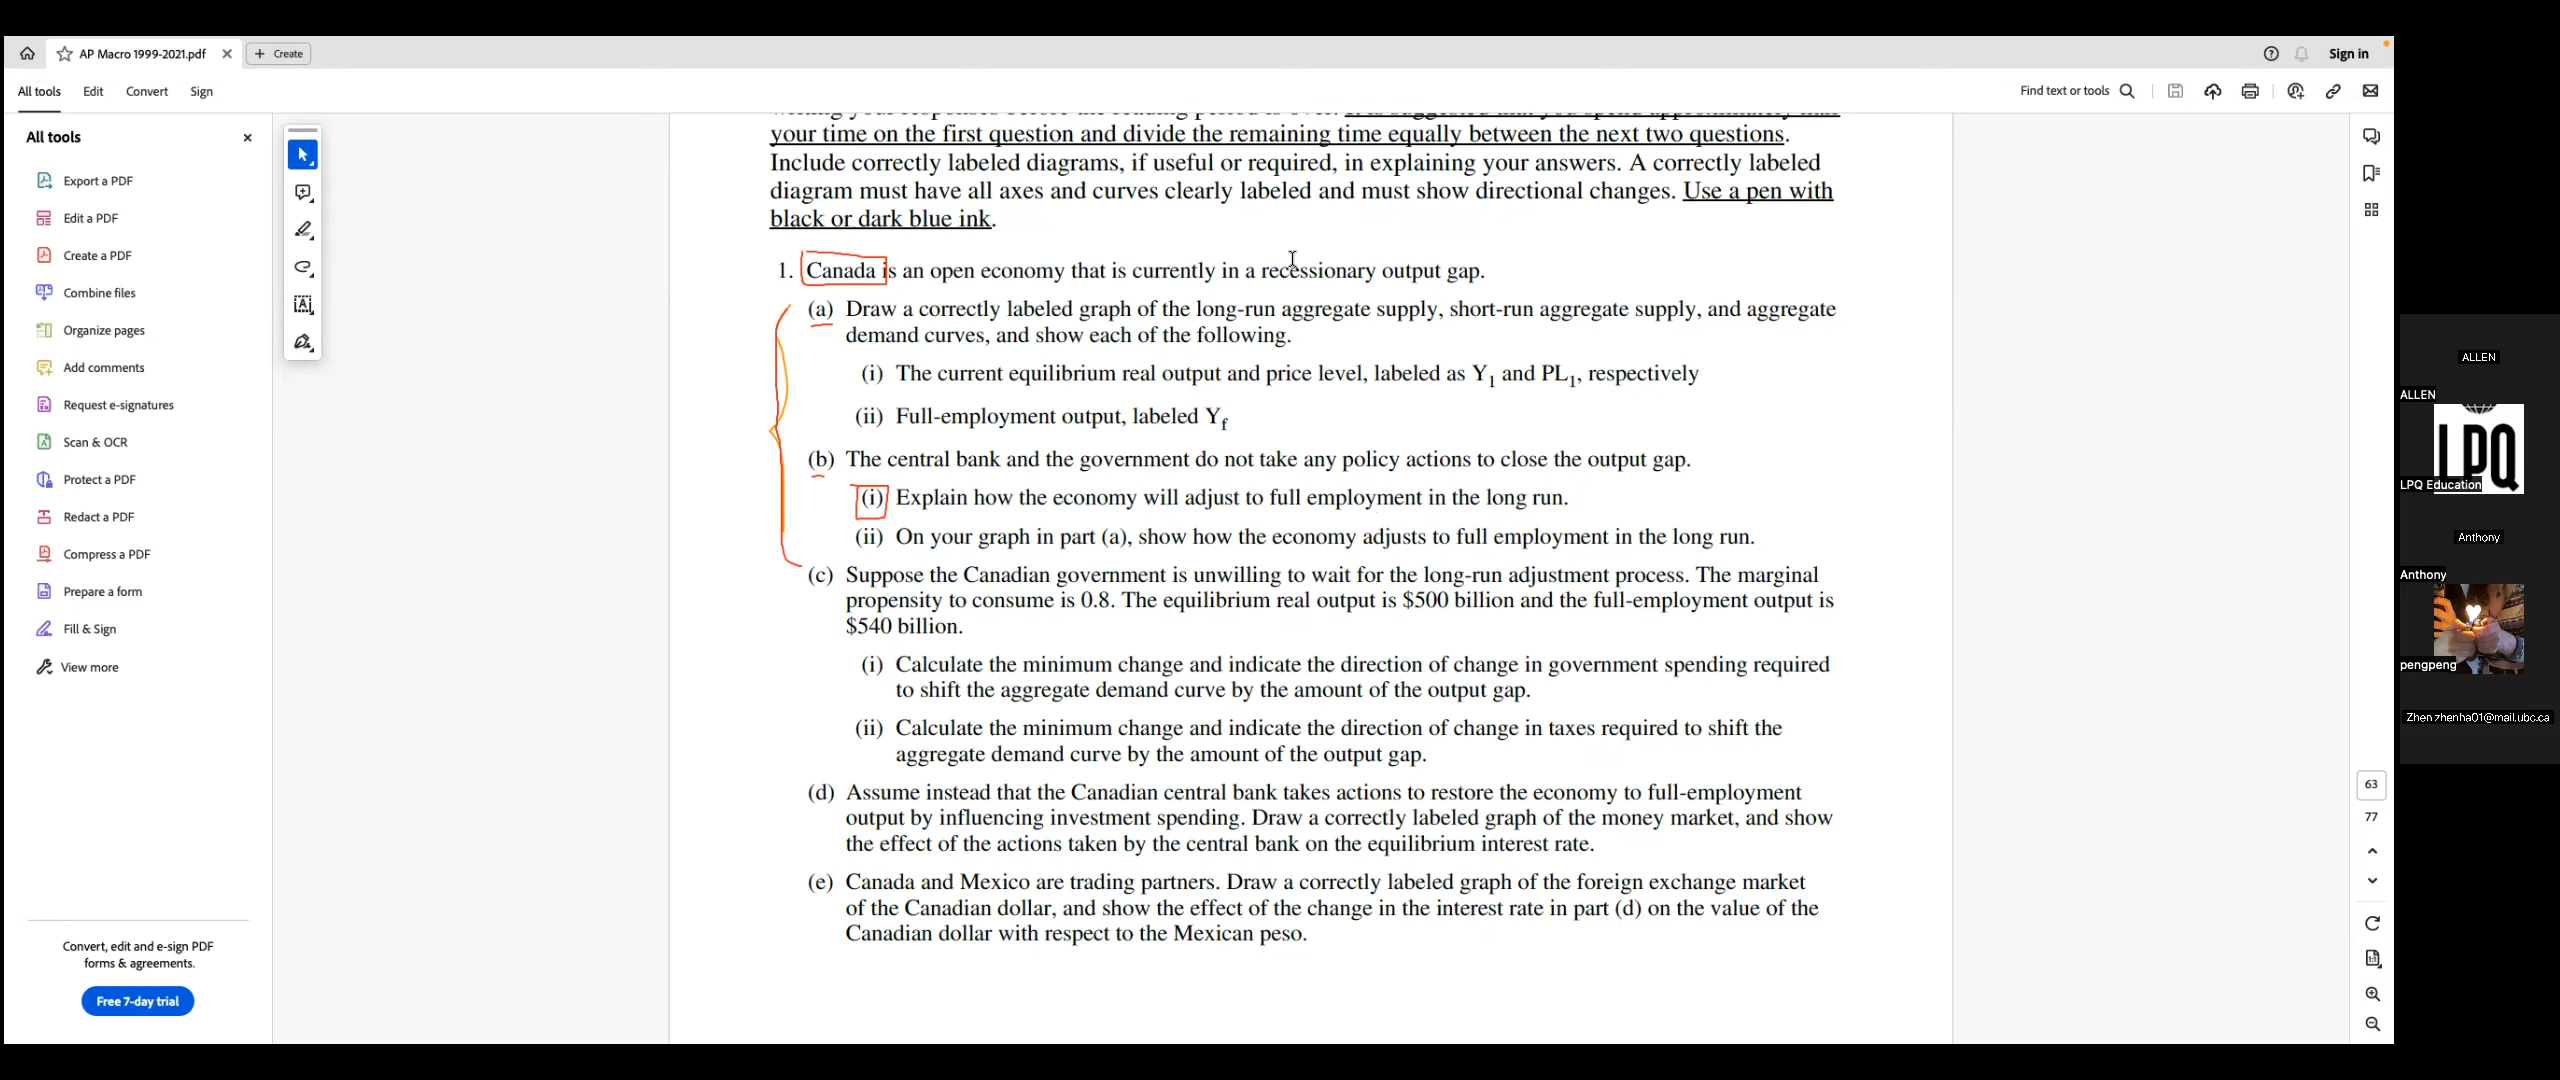 AP Macro 1999-2021.pdf
Create
Sign in
All tools
Edit
Convert
Sign
Find text or tools
All tools
Export a PDF
Edit a PDF
Create a PDF
Combine files
Organize pages
Add comments
Request e-signatures
Scan & OCR
Protect a PDF
Redact a PDF
Compress a PDF
Prepare a form
Fill & Sign
View more
Convert, edit and e-sign PDF
forms & agreements.
Free 7-day trial
your time on the first question and divide the remaining time equally between the next two questions.
Include correctly labeled diagrams, if useful or required, in explaining your answers. A correctly labeled
diagram must have all axes and curves clearly labeled and must show directional changes. Use a pen with
black or dark blue ink.
1. Canada is an open economy that is currently in a recessionary output gap.
(a) Draw a correctly labeled graph of the long-run aggregate supply, short-run aggregate supply, and aggregate
demand curves, and show each of the following.
(i) The current equilibrium real output and price level, labeled as Y1 and PL1, respectively
(ii) Full-employment output, labeled Yf
(b) The central bank and the government do not take any policy actions to close the output gap.
(i) Explain how the economy will adjust to full employment in the long run.
(ii) On your graph in part (a), show how the economy adjusts to full employment in the long run.
(c) Suppose the Canadian government is unwilling to wait for the long-run adjustment process. The marginal
propensity to consume is 0.8. The equilibrium real output is $500 billion and the full-employment output is
$540 billion.
(i) Calculate the minimum change and indicate the direction of change in government spending required
to shift the aggregate demand curve by the amount of the output gap.
(ii) Calculate the minimum change and indicate the direction of change in taxes required to shift the
aggregate demand curve by the amount of the output gap.
(d) Assume instead that the Canadian central bank takes actions to restore the economy to full-employment
output by influencing investment spending. Draw a correctly labeled graph of the money market, and show
the effect of the actions taken by the central bank on the equilibrium interest rate.
(e) Canada and Mexico are trading partners. Draw a correctly labeled graph of the foreign exchange market
of the Canadian dollar, and show the effect of the change in the interest rate in part (d) on the value of the
Canadian dollar with respect to the Mexican peso.
63
77
ALLEN
ALLEN
LPQ
LPQ Education
Anthony
Anthony
pengpeng
Zhen zhenha01@mail.ubc.ca